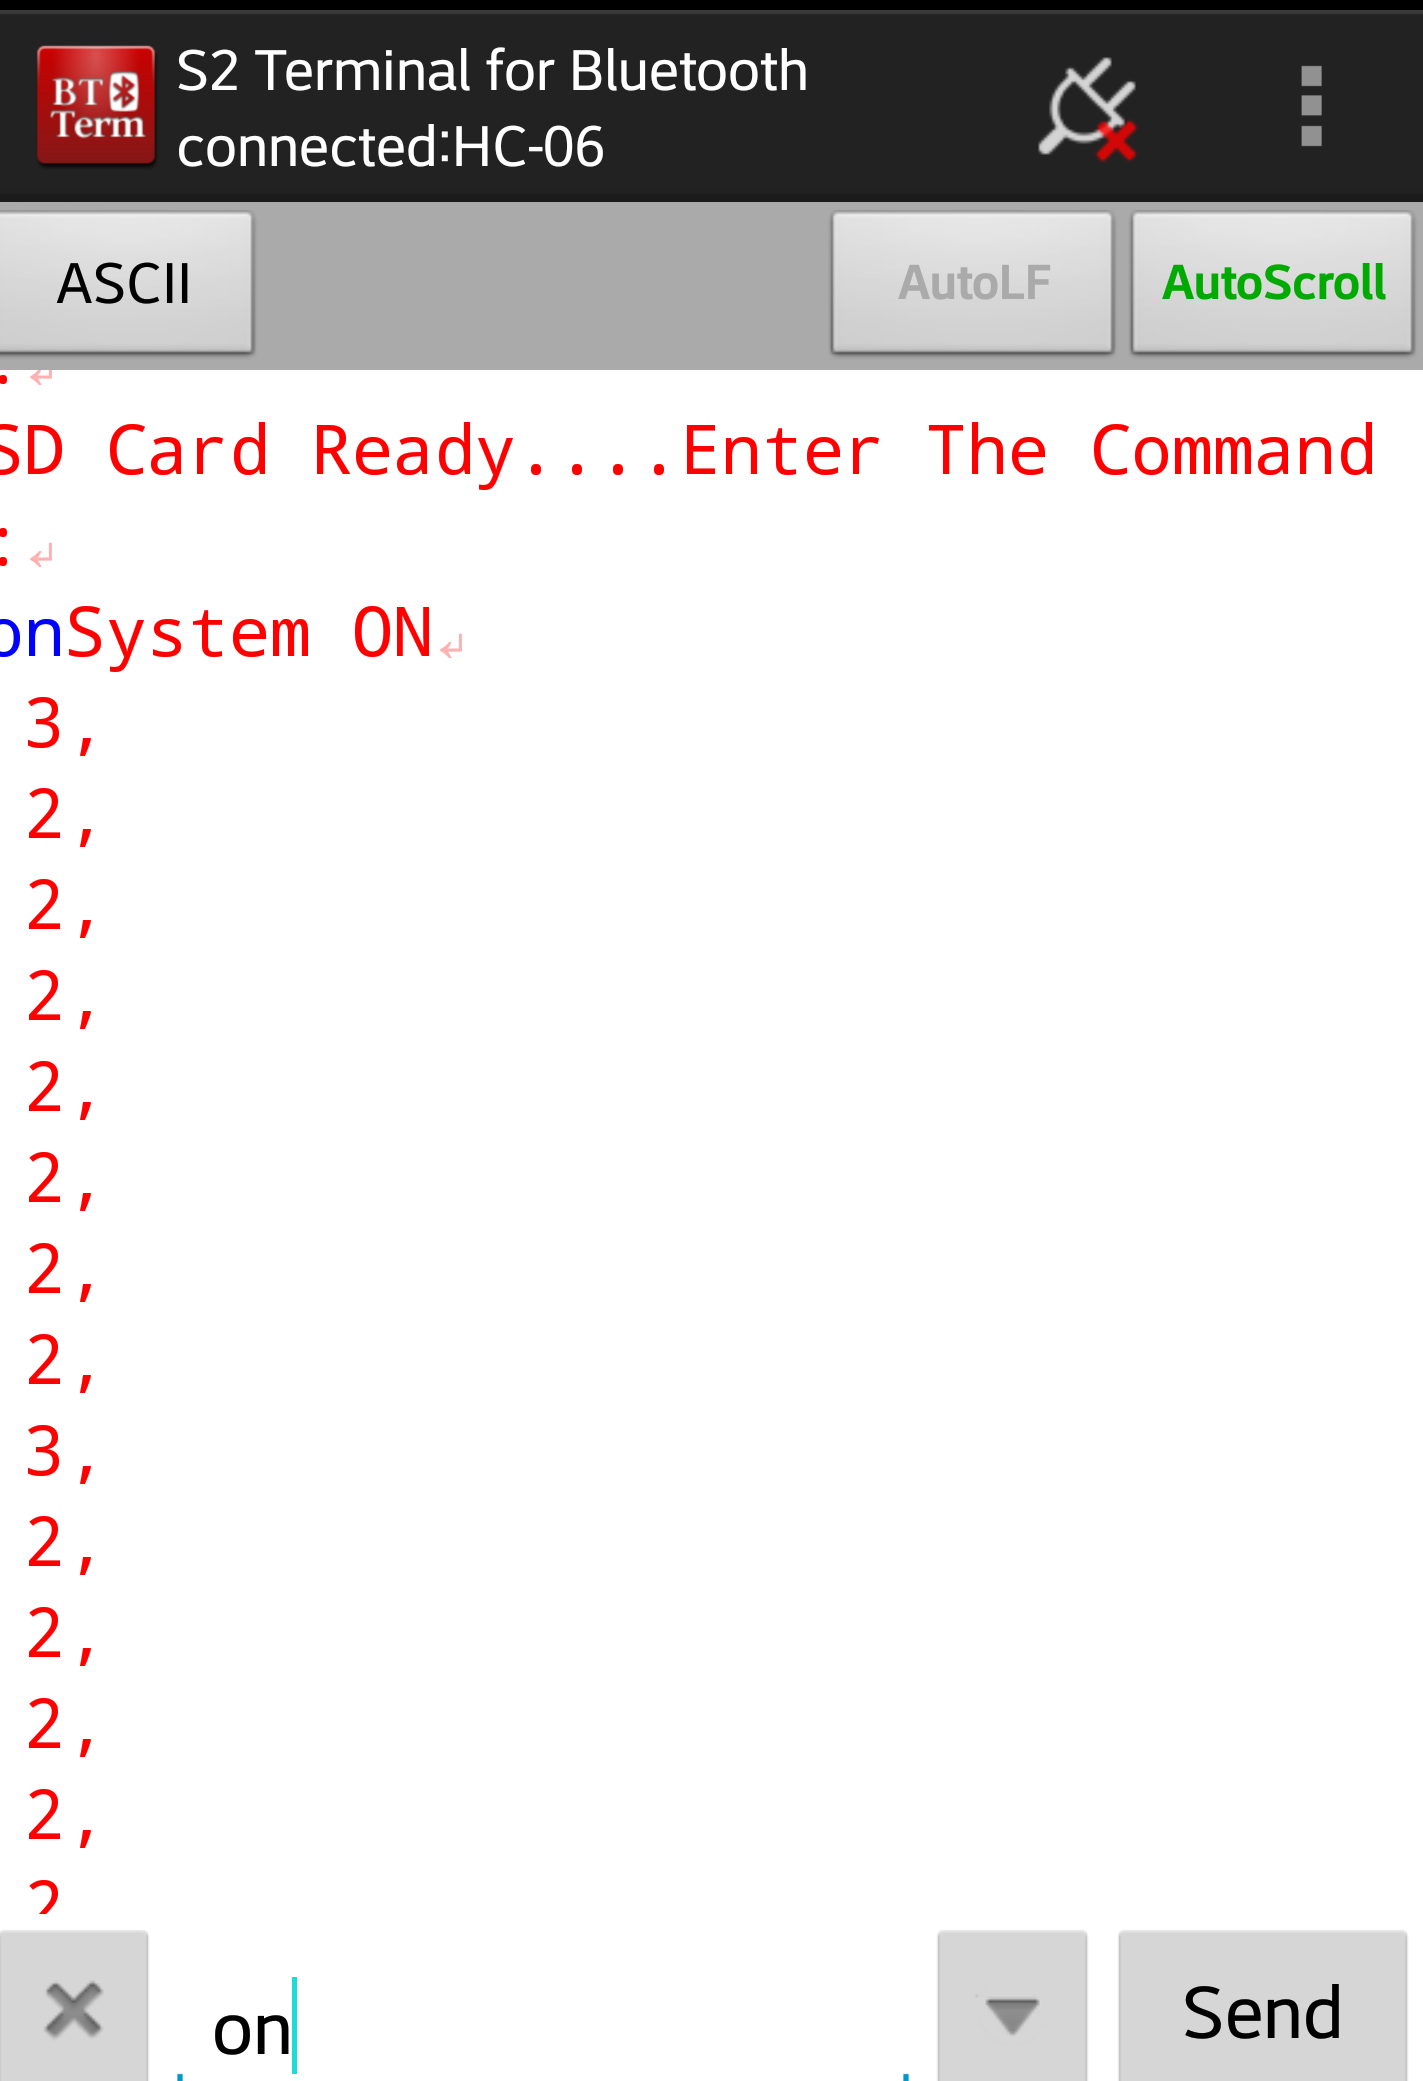 BT
Term
S2 Terminal for Bluetooth
connected:HC-06
ASCII
AutoLF
AutoScroll
:
SD Card Ready....Enter The Command
:
onSystem ON
3,
2,
2,
2,
2,
2,
2,
2,
3,
2,
2,
2,
2,
2
on
Send